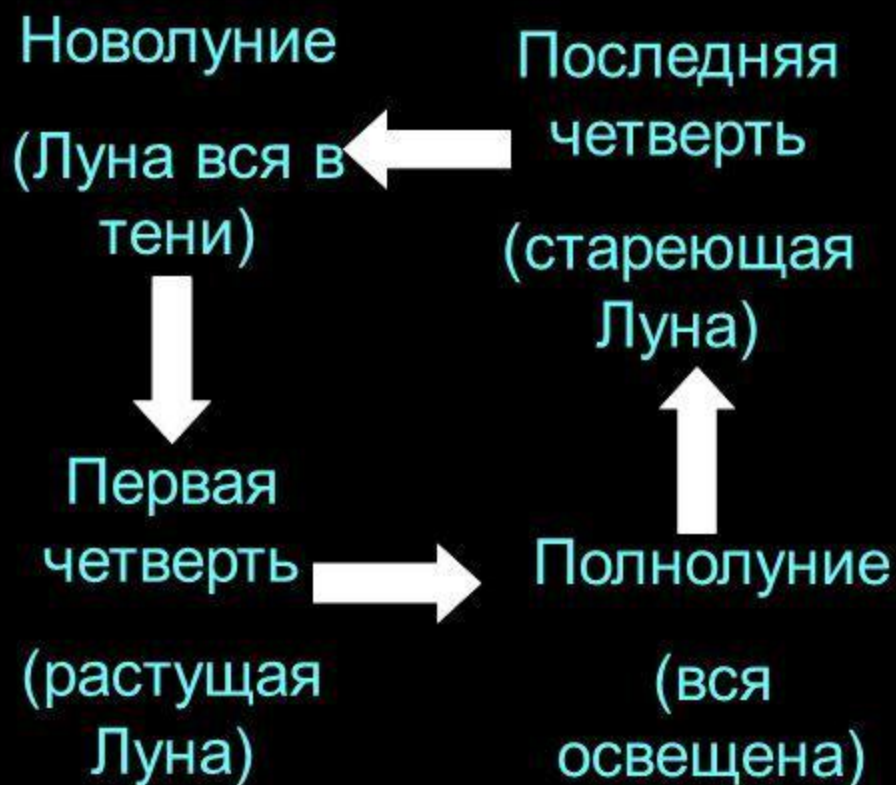 Новолуние
(Луна вся в
тени)
Последняя
четверть
(стареющая
Луна)
Первая
четверть
(растущая
Луна)
Полнолуние
(вся
освещена)